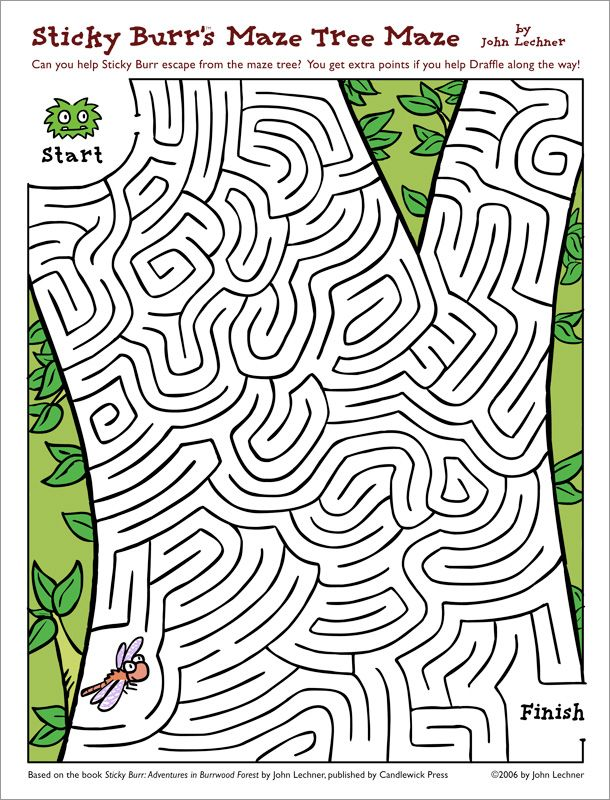 Sticky Burr's™ Maze Tree Maze
by
John Lechner
Can you help Sticky Burr escape from the maze tree? You get extra points if you help Draffle along the way!
Start
Finish
Based on the book Sticky Burr: Adventures in Burrwood Forest by John Lechner, published by Candlewick Press
©2006 by John Lechner